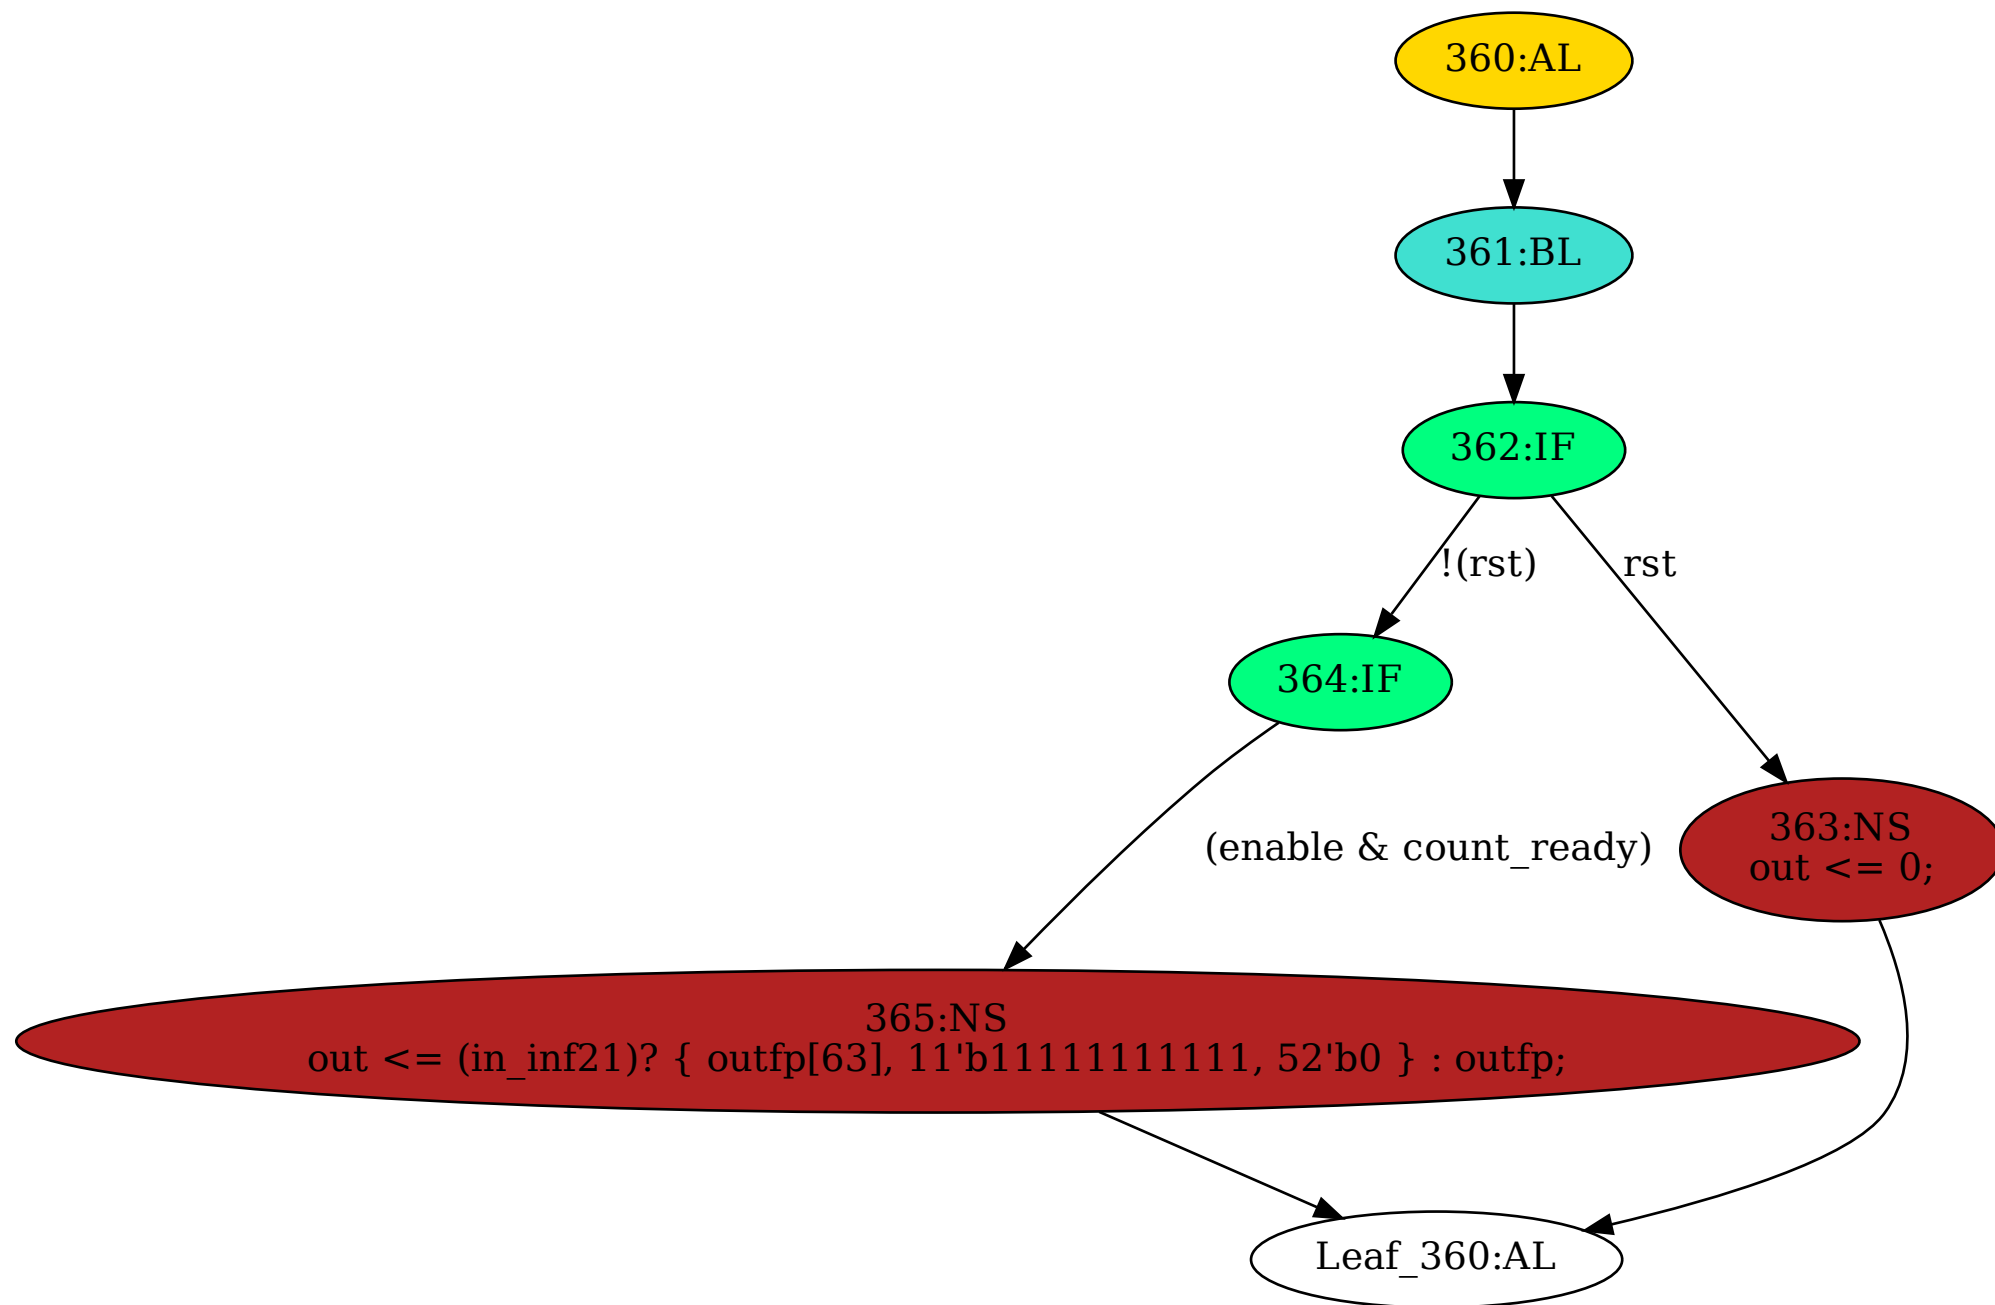 360:AL
361:BL
362:IF
!(rst)
rst
364:IF
363:NS
out <= 0;
(enable & count_ready)
365:NS
out <= (in_inf21)? { outfp[63], 11'b11111111111, 52'b0 } : outfp;
Leaf_360:AL